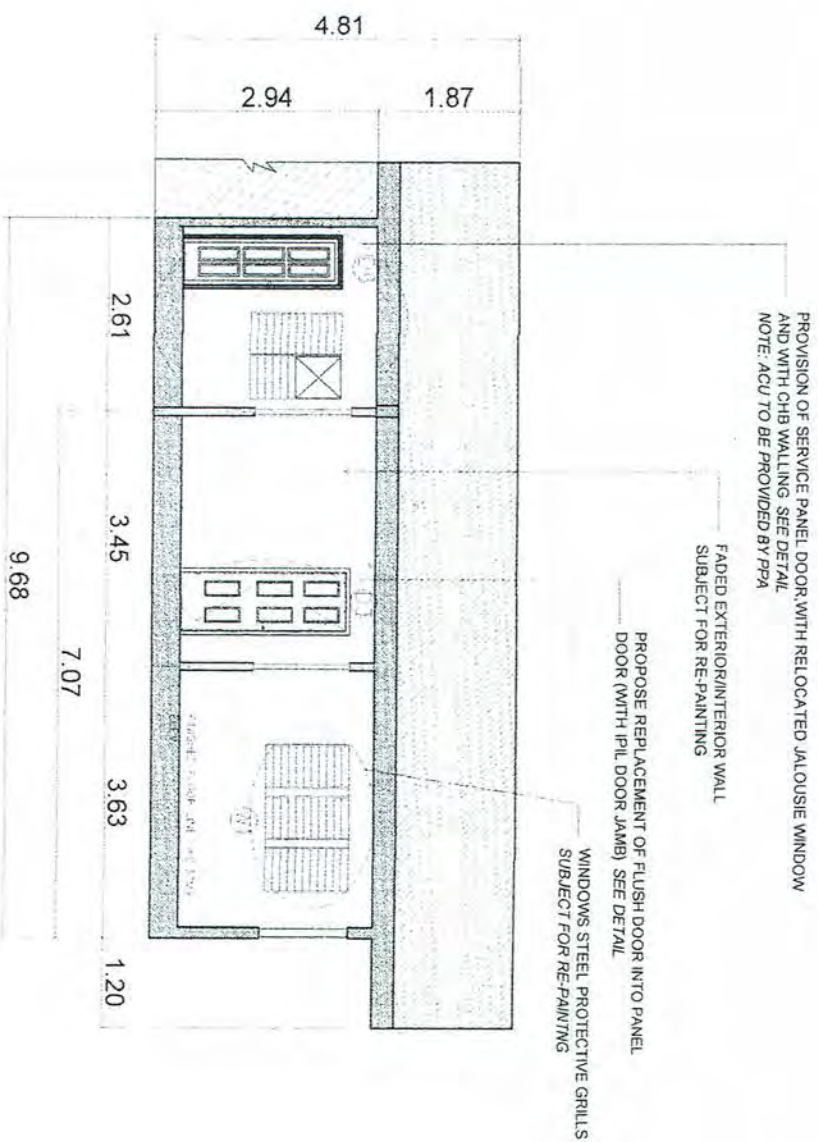 PROVISION OF SERVICE PANEL DOOR,WITH RELOCATED JALOUSIE WINDOW
AND WITH CHB WALLING SEE DETAIL
NOTE: ACU TO BE PROVIDED BY PPA
FADED EXTERIOR/INTERIOR WALL
SUBJECT FOR RE-PAINTING
PROPOSE REPLACEMENT OF FLUSH DOOR INTO PANEL
DOOR (WITH IPIL DOOR JAMB) SEE DETAIL
WINDOWS STEEL PROTECTIVE GRILLS
SUBJECT FOR RE-PAINTNG
4.81
2.94
1.87
2.61
3.45
3.63
1.20
7.07
9.68